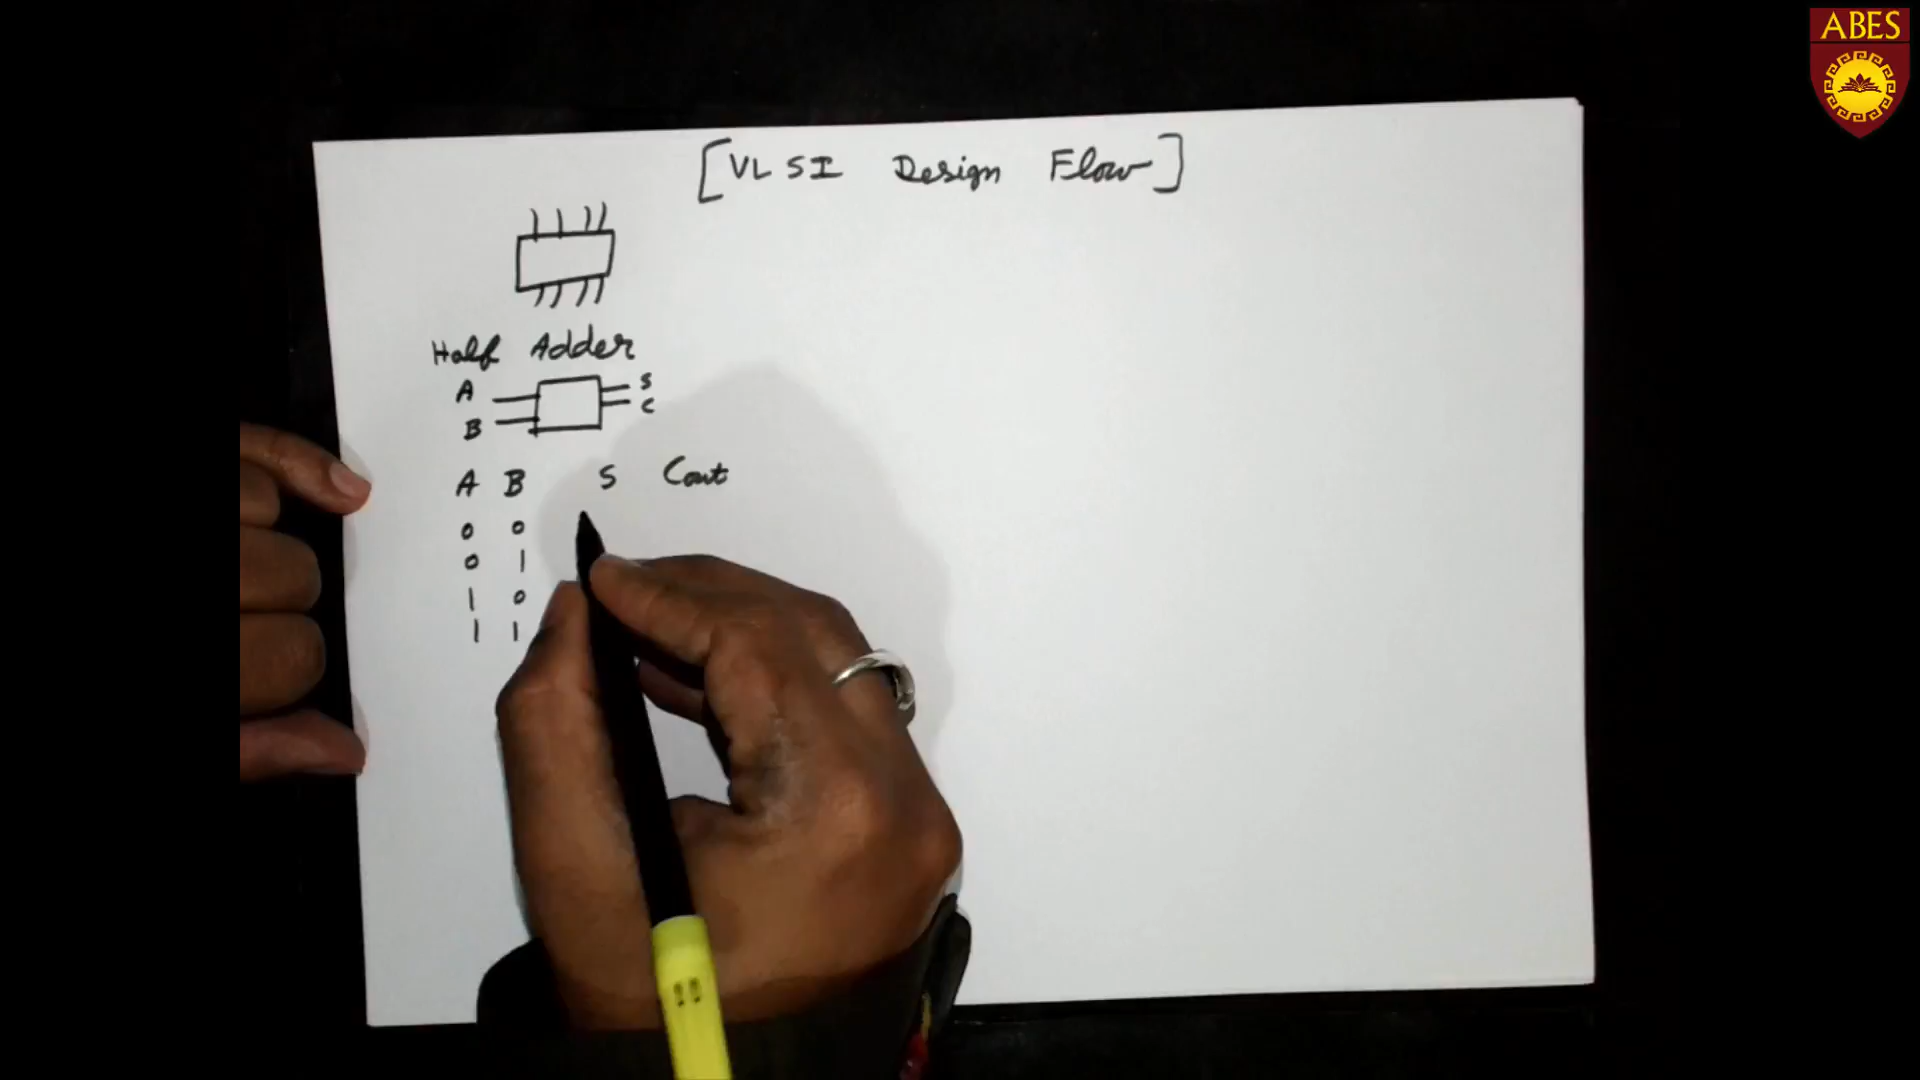 ABES
[VLSI Design Flow]
Half Adder
A S
B C
A B S Cout
0 0
0 1
1 0
1 1